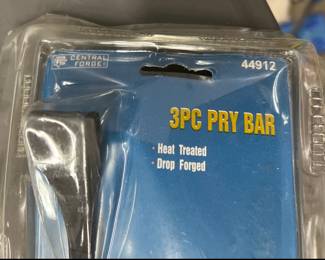 CENTRAL
FORGE
44912
3PC PRY BAR
• Heat Treated
• Drop Forged